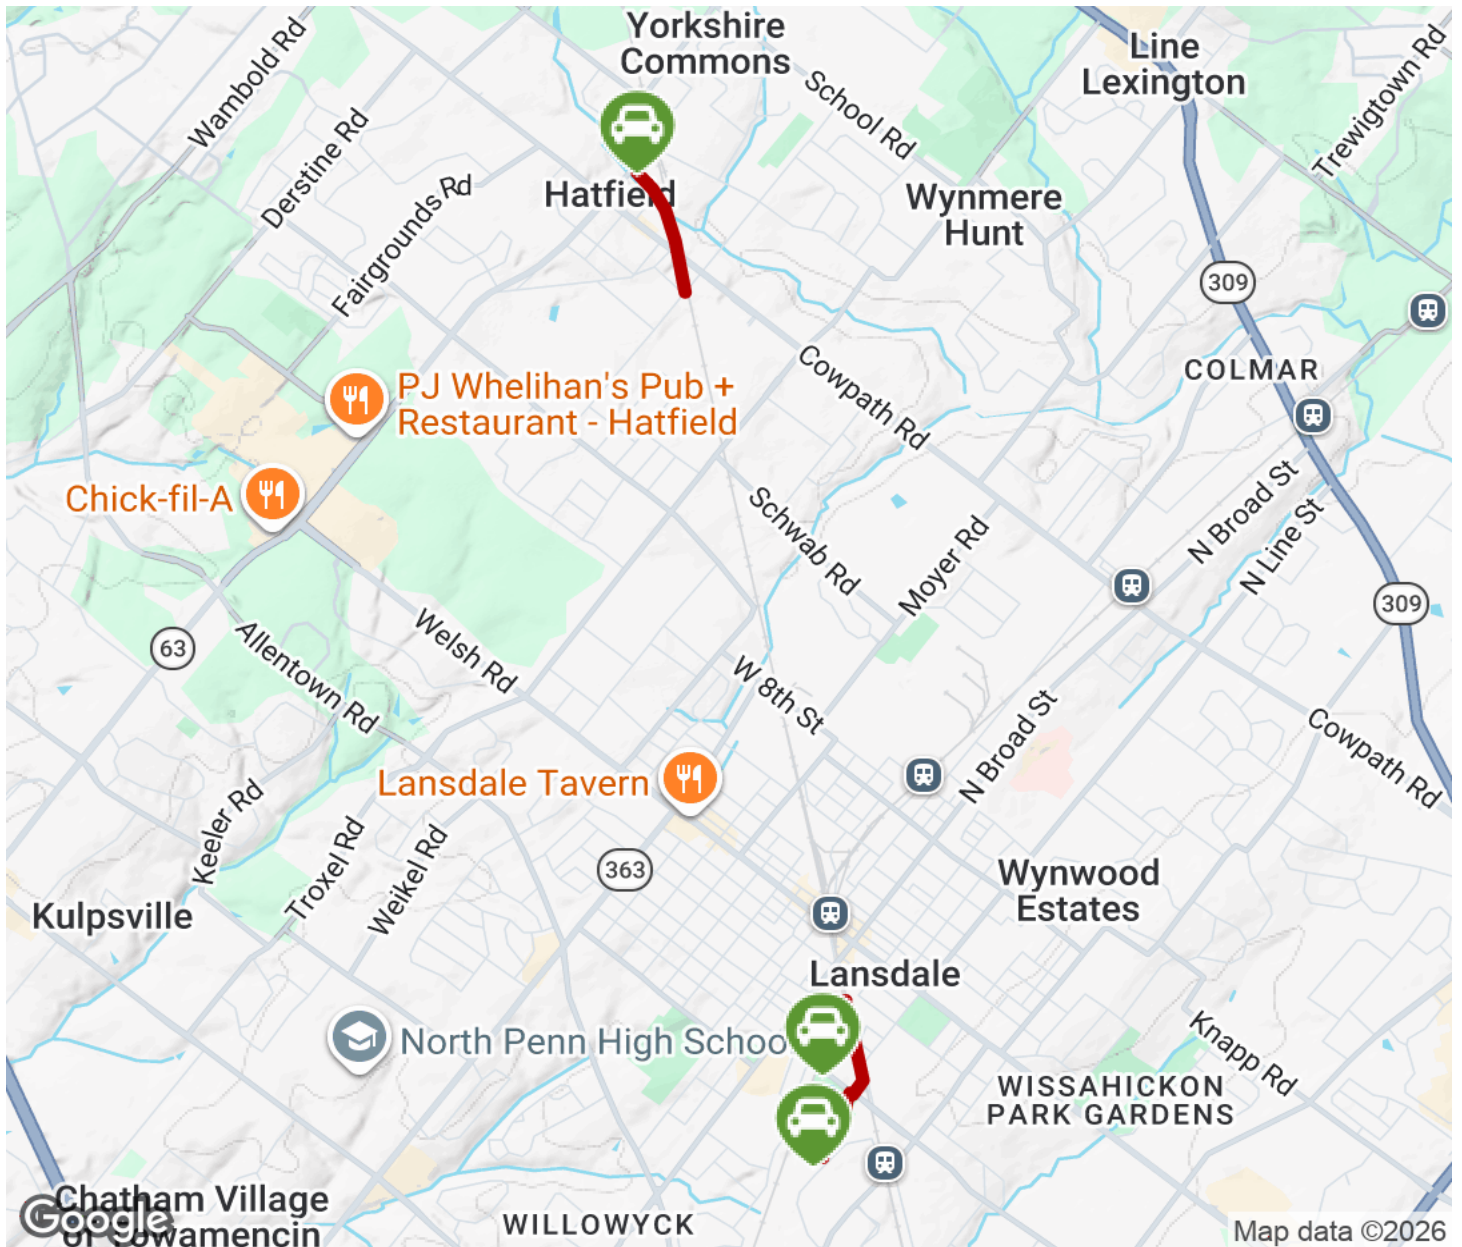 Yorkshire
Commons
Line
Lexington
Wambold Rd
School Rd
Trewigtown Rd
Derstine Rd
Hatfield
Fairgrounds Rd
Wynmere
Hunt
309
PJ Whelihan's Pub +
Restaurant - Hatfield
Cowpath Rd
COLMAR
Chick-fil-A
Schwab Rd
N Broad St
N Line St
Moyer Rd
309
63
Allentown Rd
Welsh Rd
W 8th St
N Broad St
Cowpath Rd
Lansdale Tavern
Keeler Rd
Troxel Rd
Weikel Rd
363
Wynwood
Estates
Kulpsville
Lansdale
North Penn High Schoo
Knapp Rd
WISSAHICKON
PARK GARDENS
Chatham Village
of Towamencin
Google
WILLOWYCK
Map data ©2026